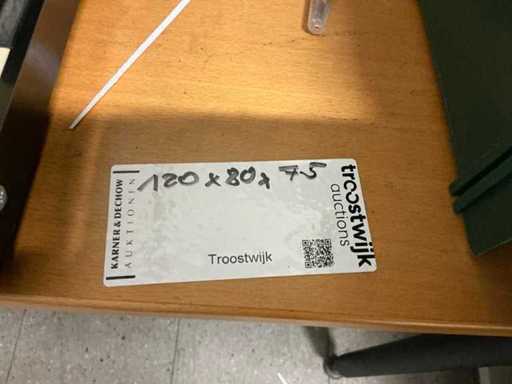 KARNER & DECHOW
AUKTIONEN
120 x 80 x 75
Troostwijk
troostwijk
auctions